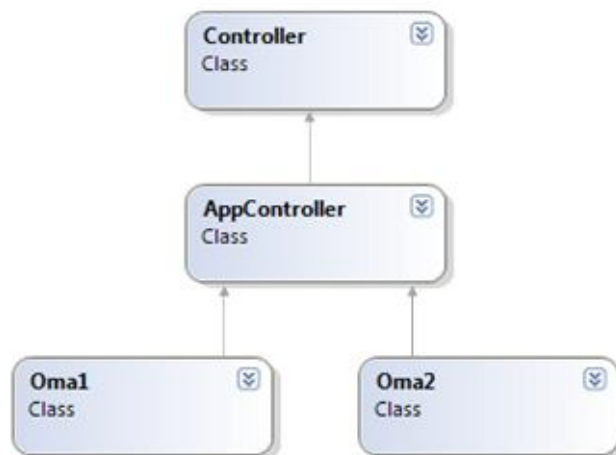 Controller
Class
AppController
Class
Oma1
Class
Oma2
Class